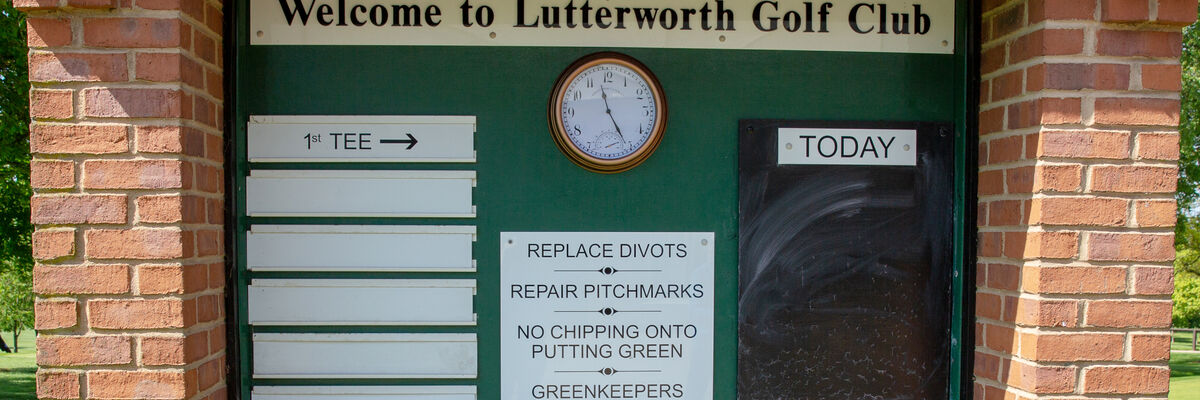 Welcome to Lutterworth Golf Club
1st TEE →
TODAY
REPLACE DIVOTS
REPAIR PITCHMARKS
NO CHIPPING ONTO
PUTTING GREEN
GREENKEEPERS